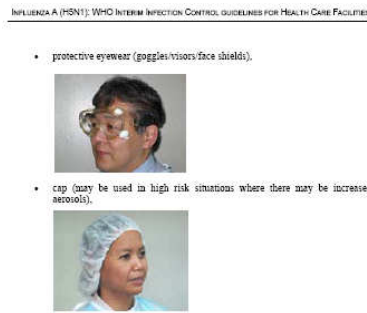 INFLUENZA A (H5N1): WHO INTERIM INFECTION CONTROL GUIDELINES FOR HEALTH CARE FACILITIES
• protective eyewear (goggles/visors/face shields),
• cap (may be used in high risk situations where there may be increase
aerosols),